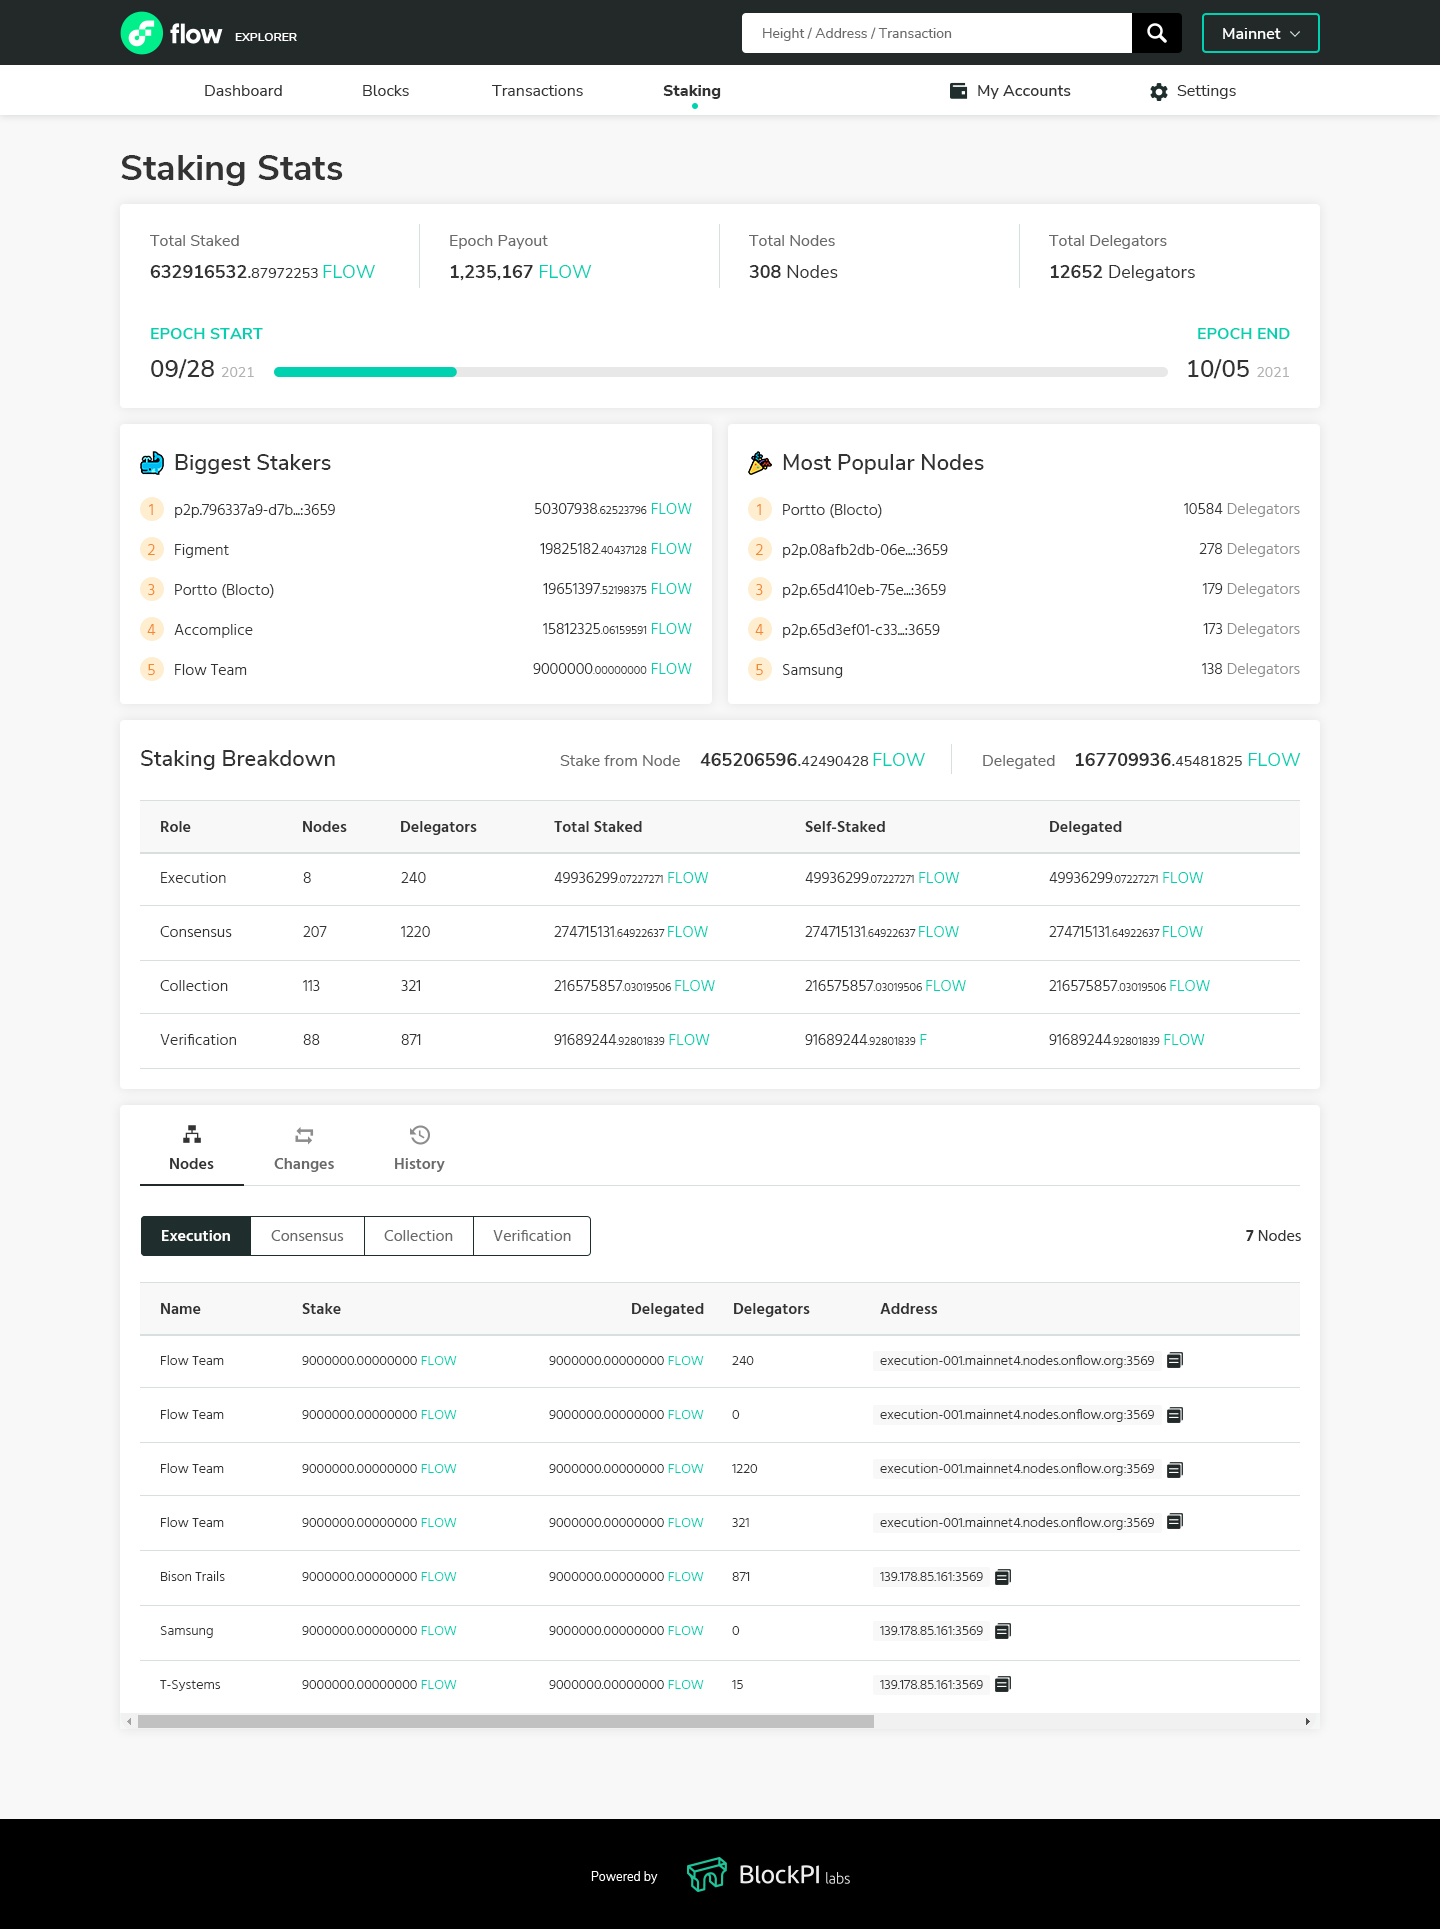 flow EXPLORER
Height / Address / Transaction
Mainnet
Dashboard Blocks Transactions Staking My Accounts Settings
Staking Stats
Total Staked Epoch Payout Total Nodes Total Delegators
632916532.87972253 FLOW 1,235,167 FLOW 308 Nodes 12652 Delegators
EPOCH START EPOCH END
09/28 2021 10/05 2021
Biggest Stakers
1 p2p.796337a9-d7b...:3659 50307938.62523796 FLOW
2 Figment 19825182.40437128 FLOW
3 Portto (Blocto) 19651397.52198375 FLOW
4 Accomplice 15812325.06159591 FLOW
5 Flow Team 9000000.00000000 FLOW
Most Popular Nodes
1 Portto (Blocto) 10584 Delegators
2 p2p.08afb2db-06e...:3659 278 Delegators
3 p2p.65d410eb-75e...:3659 179 Delegators
4 p2p.65d3ef01-c33...:3659 173 Delegators
5 Samsung 138 Delegators
Staking Breakdown Stake from Node 465206596.42490428 FLOW Delegated 167709936.45481825 FLOW
Role Nodes Delegators Total Staked Self-Staked Delegated
Execution 8 240 49936299.07227271 FLOW 49936299.07227271 FLOW 49936299.07227271 FLOW
Consensus 207 1220 274715131.64922637 FLOW 274715131.64922637 FLOW 274715131.64922637 FLOW
Collection 113 321 216575857.03019506 FLOW 216575857.03019506 FLOW 216575857.03019506 FLOW
Verification 88 871 91689244.92801839 FLOW 91689244.92801839 F 91689244.92801839 FLOW
Nodes Changes History
Execution Consensus Collection Verification 7 Nodes
Name Stake Delegated Delegators Address
Flow Team 9000000.00000000 FLOW 9000000.00000000 FLOW 240 execution-001.mainnet4.nodes.onflow.org:3569
Flow Team 9000000.00000000 FLOW 9000000.00000000 FLOW 0 execution-001.mainnet4.nodes.onflow.org:3569
Flow Team 9000000.00000000 FLOW 9000000.00000000 FLOW 1220 execution-001.mainnet4.nodes.onflow.org:3569
Flow Team 9000000.00000000 FLOW 9000000.00000000 FLOW 321 execution-001.mainnet4.nodes.onflow.org:3569
Bison Trails 9000000.00000000 FLOW 9000000.00000000 FLOW 871 139.178.85.161:3569
Samsung 9000000.00000000 FLOW 9000000.00000000 FLOW 0 139.178.85.161:3569
T-Systems 9000000.00000000 FLOW 9000000.00000000 FLOW 15 139.178.85.161:3569
Powered by BlockPI labs